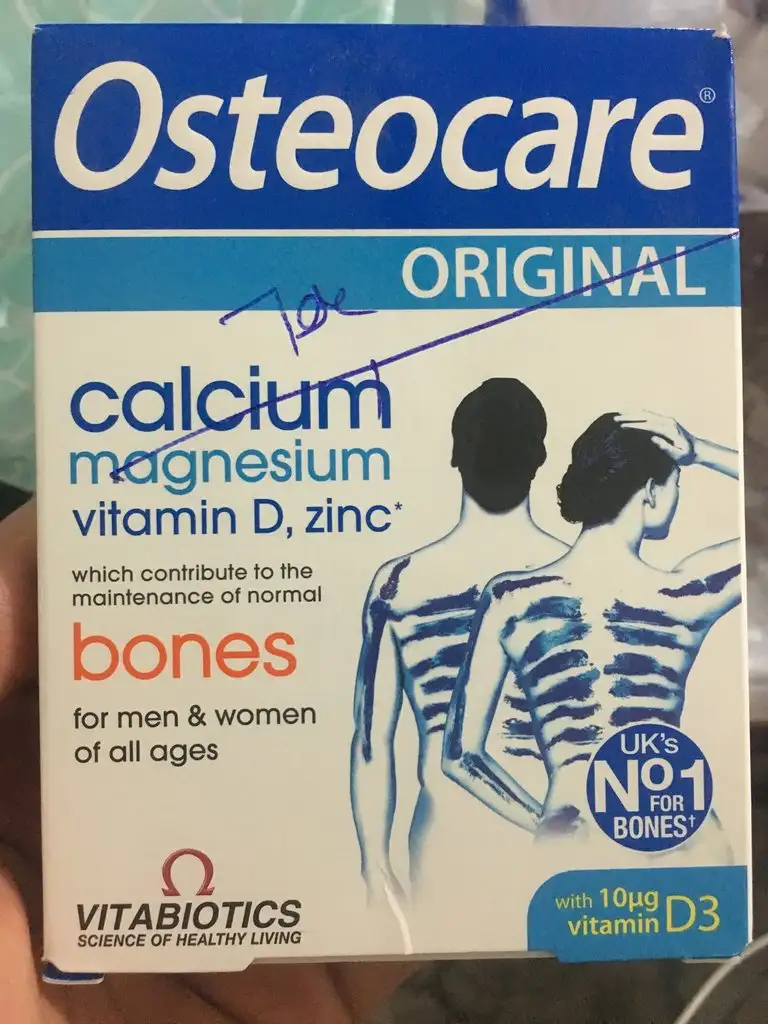 Osteocare®
ORIGINAL
calcium
magnesium
vitamin D, zinc*
which contribute to the
maintenance of normal
bones
for men & women
of all ages
UK's
No1
FOR
BONES†
VITABIOTICS
SCIENCE OF HEALTHY LIVING
with 10µg
vitamin D3